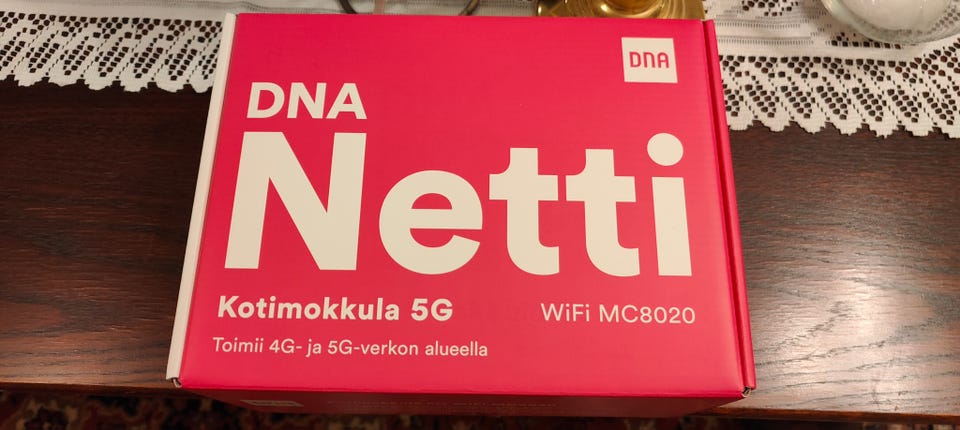 DNA
DNA
Netti
Kotimokkula 5G
WiFi MC8020
Toimii 4G- ja 5G-verkon alueella